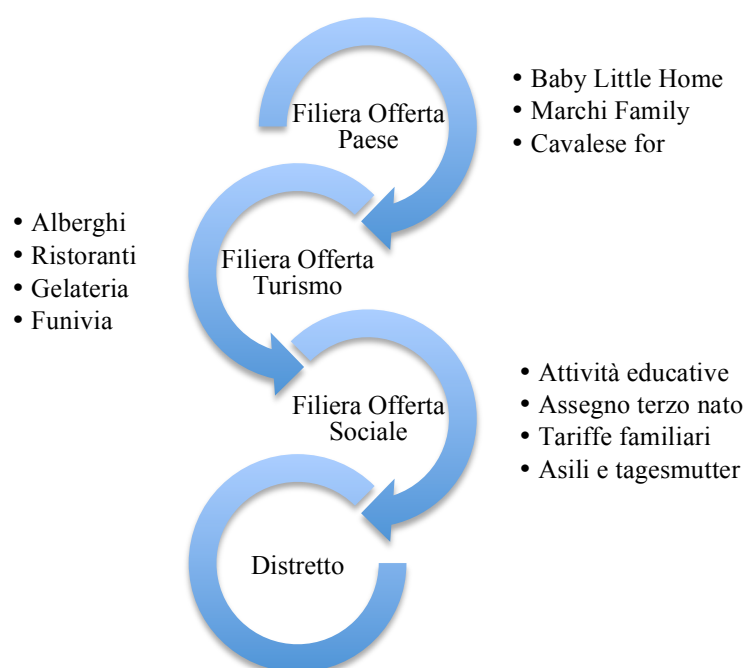 Filiera Offerta
Paese
• Baby Little Home
• Marchi Family
• Cavalese for
Filiera Offerta
Turismo
• Alberghi
• Ristoranti
• Gelateria
• Funivia
Filiera Offerta
Sociale
• Attività educative
• Assegno terzo nato
• Tariffe familiari
• Asili e tagesmutter
Distretto